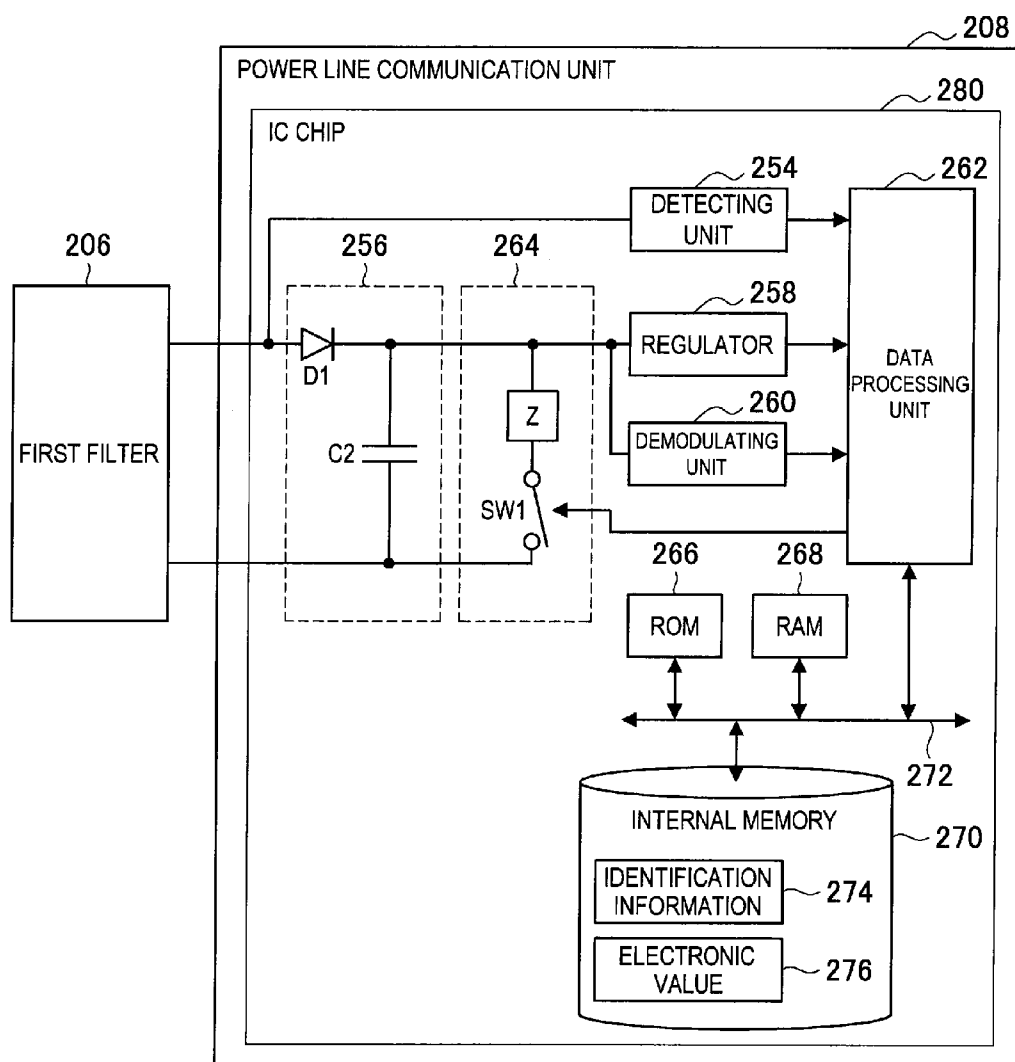 208
POWER LINE COMMUNICATION UNIT
280
IC CHIP
254
262
DETECTING
UNIT
206
256
264
258
FIRST FILTER
D1
REGULATOR
DATA
PROCESSING
UNIT
Z
260
C2
DEMODULATING
UNIT
SW1
266
268
ROM
RAM
272
INTERNAL MEMORY
270
IDENTIFICATION
INFORMATION
274
ELECTRONIC
VALUE
276